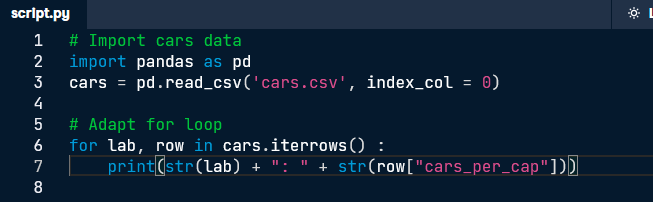 script.py
1 # Import cars data
2 import pandas as pd
3 cars = pd.read_csv('cars.csv', index_col = 0)
4
5 # Adapt for loop
6 for lab, row in cars.iterrows() :
7     print(str(lab) + ": " + str(row["cars_per_cap"]))
8